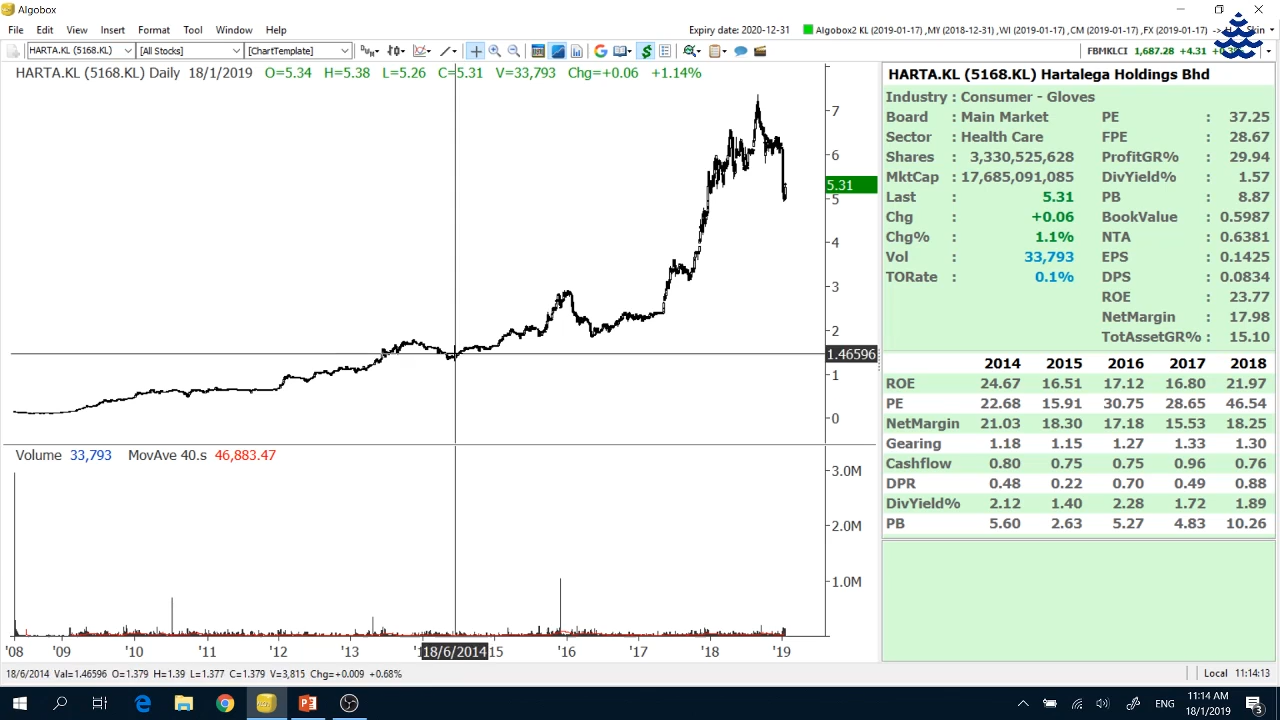 Algobox
File Edit View Insert Format Tool Window Help
Expiry date: 2020-12-31 Algobox2 KL (2019-01-17) ,MY (2018-12-31) ,WI (2019-01-17) ,CM (2019-01-17) ,FX (2019-01-17) Skin
HARTA.KL (5168.KL) [All Stocks] [ChartTemplate] FBMKLCI 1,687.28 +4.31
HARTA.KL (5168.KL) Daily 18/1/2019 O=5.34 H=5.38 L=5.26 C=5.31 V=33,793 Chg=+0.06 +1.14%
7
6
5.31
5
4
3
2
1.46596
1
0
Volume 33,793 MovAve 40.s 46,883.47
3.0M
2.0M
1.0M
'08 '09 '10 '11 '12 '13 18/6/2014 15 '16 '17 '18 '19
HARTA.KL (5168.KL) Hartalega Holdings Bhd
Industry : Consumer - Gloves
Board : Main Market PE : 37.25
Sector : Health Care FPE : 28.67
Shares : 3,330,525,628 ProfitGR% : 29.94
MktCap : 17,685,091,085 DivYield% : 1.57
Last : 5.31 PB : 8.87
Chg : +0.06 BookValue : 0.5987
Chg% : 1.1% NTA : 0.6381
Vol : 33,793 EPS : 0.1425
TORate : 0.1% DPS : 0.0834
ROE : 23.77
NetMargin : 17.98
TotAssetGR% : 15.10
2014 2015 2016 2017 2018
ROE 24.67 16.51 17.12 16.80 21.97
PE 22.68 15.91 30.75 28.65 46.54
NetMargin 21.03 18.30 17.18 15.53 18.25
Gearing 1.18 1.15 1.27 1.33 1.30
Cashflow 0.80 0.75 0.75 0.96 0.76
DPR 0.48 0.22 0.70 0.49 0.88
DivYield% 2.12 1.40 2.28 1.72 1.89
PB 5.60 2.63 5.27 4.83 10.26
18/6/2014 Val=1.46596 O=1.379 H=1.39 L=1.377 C=1.379 V=3,815 Chg=+0.009 +0.68% Local 11:14:13
ENG 11:14 AM
18/1/2019
3